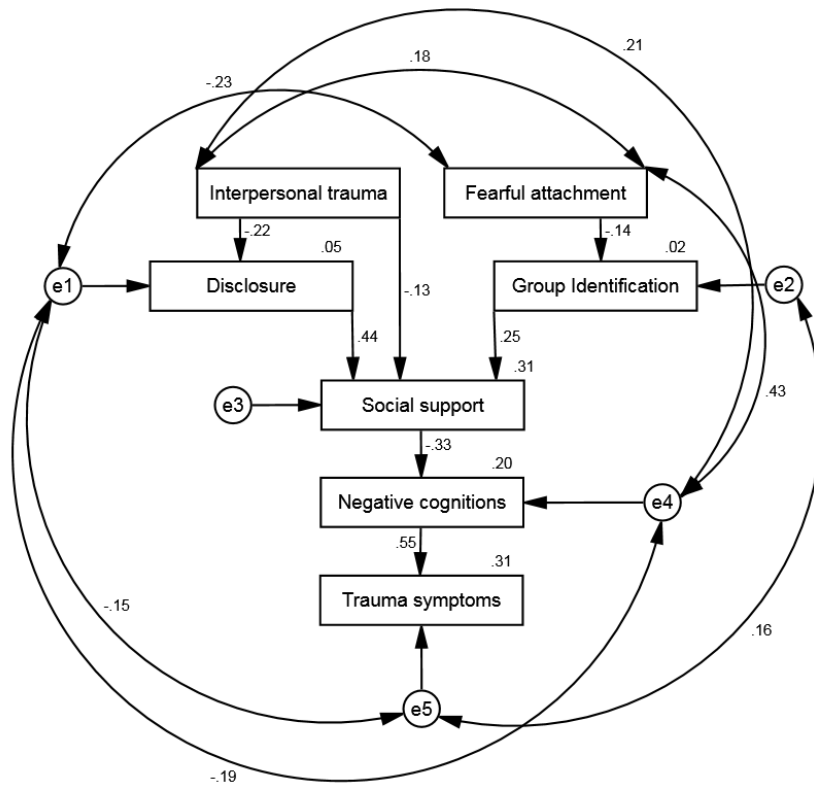 .21
.18
-.23
Interpersonal trauma
Fearful attachment
-.22
.05
-.14
.02
e1
Disclosure
-.13
Group Identification
e2
.44
.25
.31
e3
Social support
.43
-.33
.20
Negative cognitions
e4
.55
.31
Trauma symptoms
-.15
.16
e5
-.19